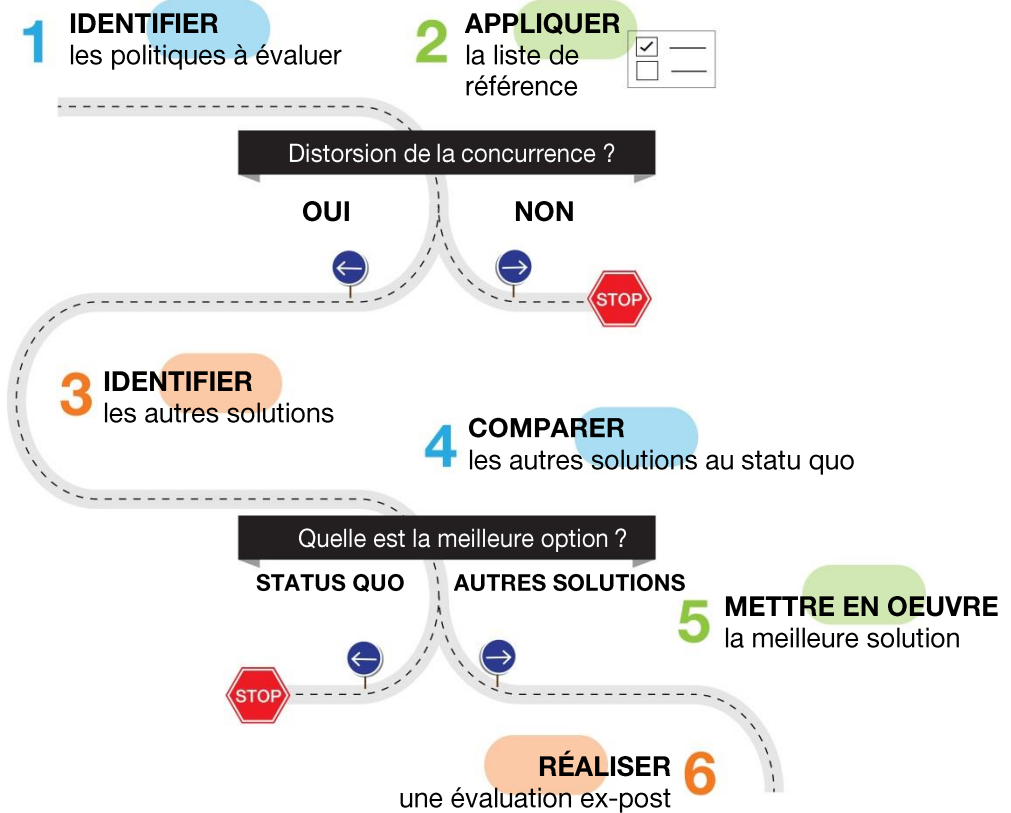 1 IDENTIFIER
les politiques à évaluer
2 APPLIQUER
la liste de
référence
Distorsion de la concurrence ?
OUI
NON
STOP
3 IDENTIFIER
les autres solutions
4 COMPARER
les autres solutions au statu quo
Quelle est la meilleure option ?
STATUS QUO
AUTRES SOLUTIONS
5 METTRE EN OEUVRE
la meilleure solution
STOP
RÉALISER 6
une évaluation ex-post